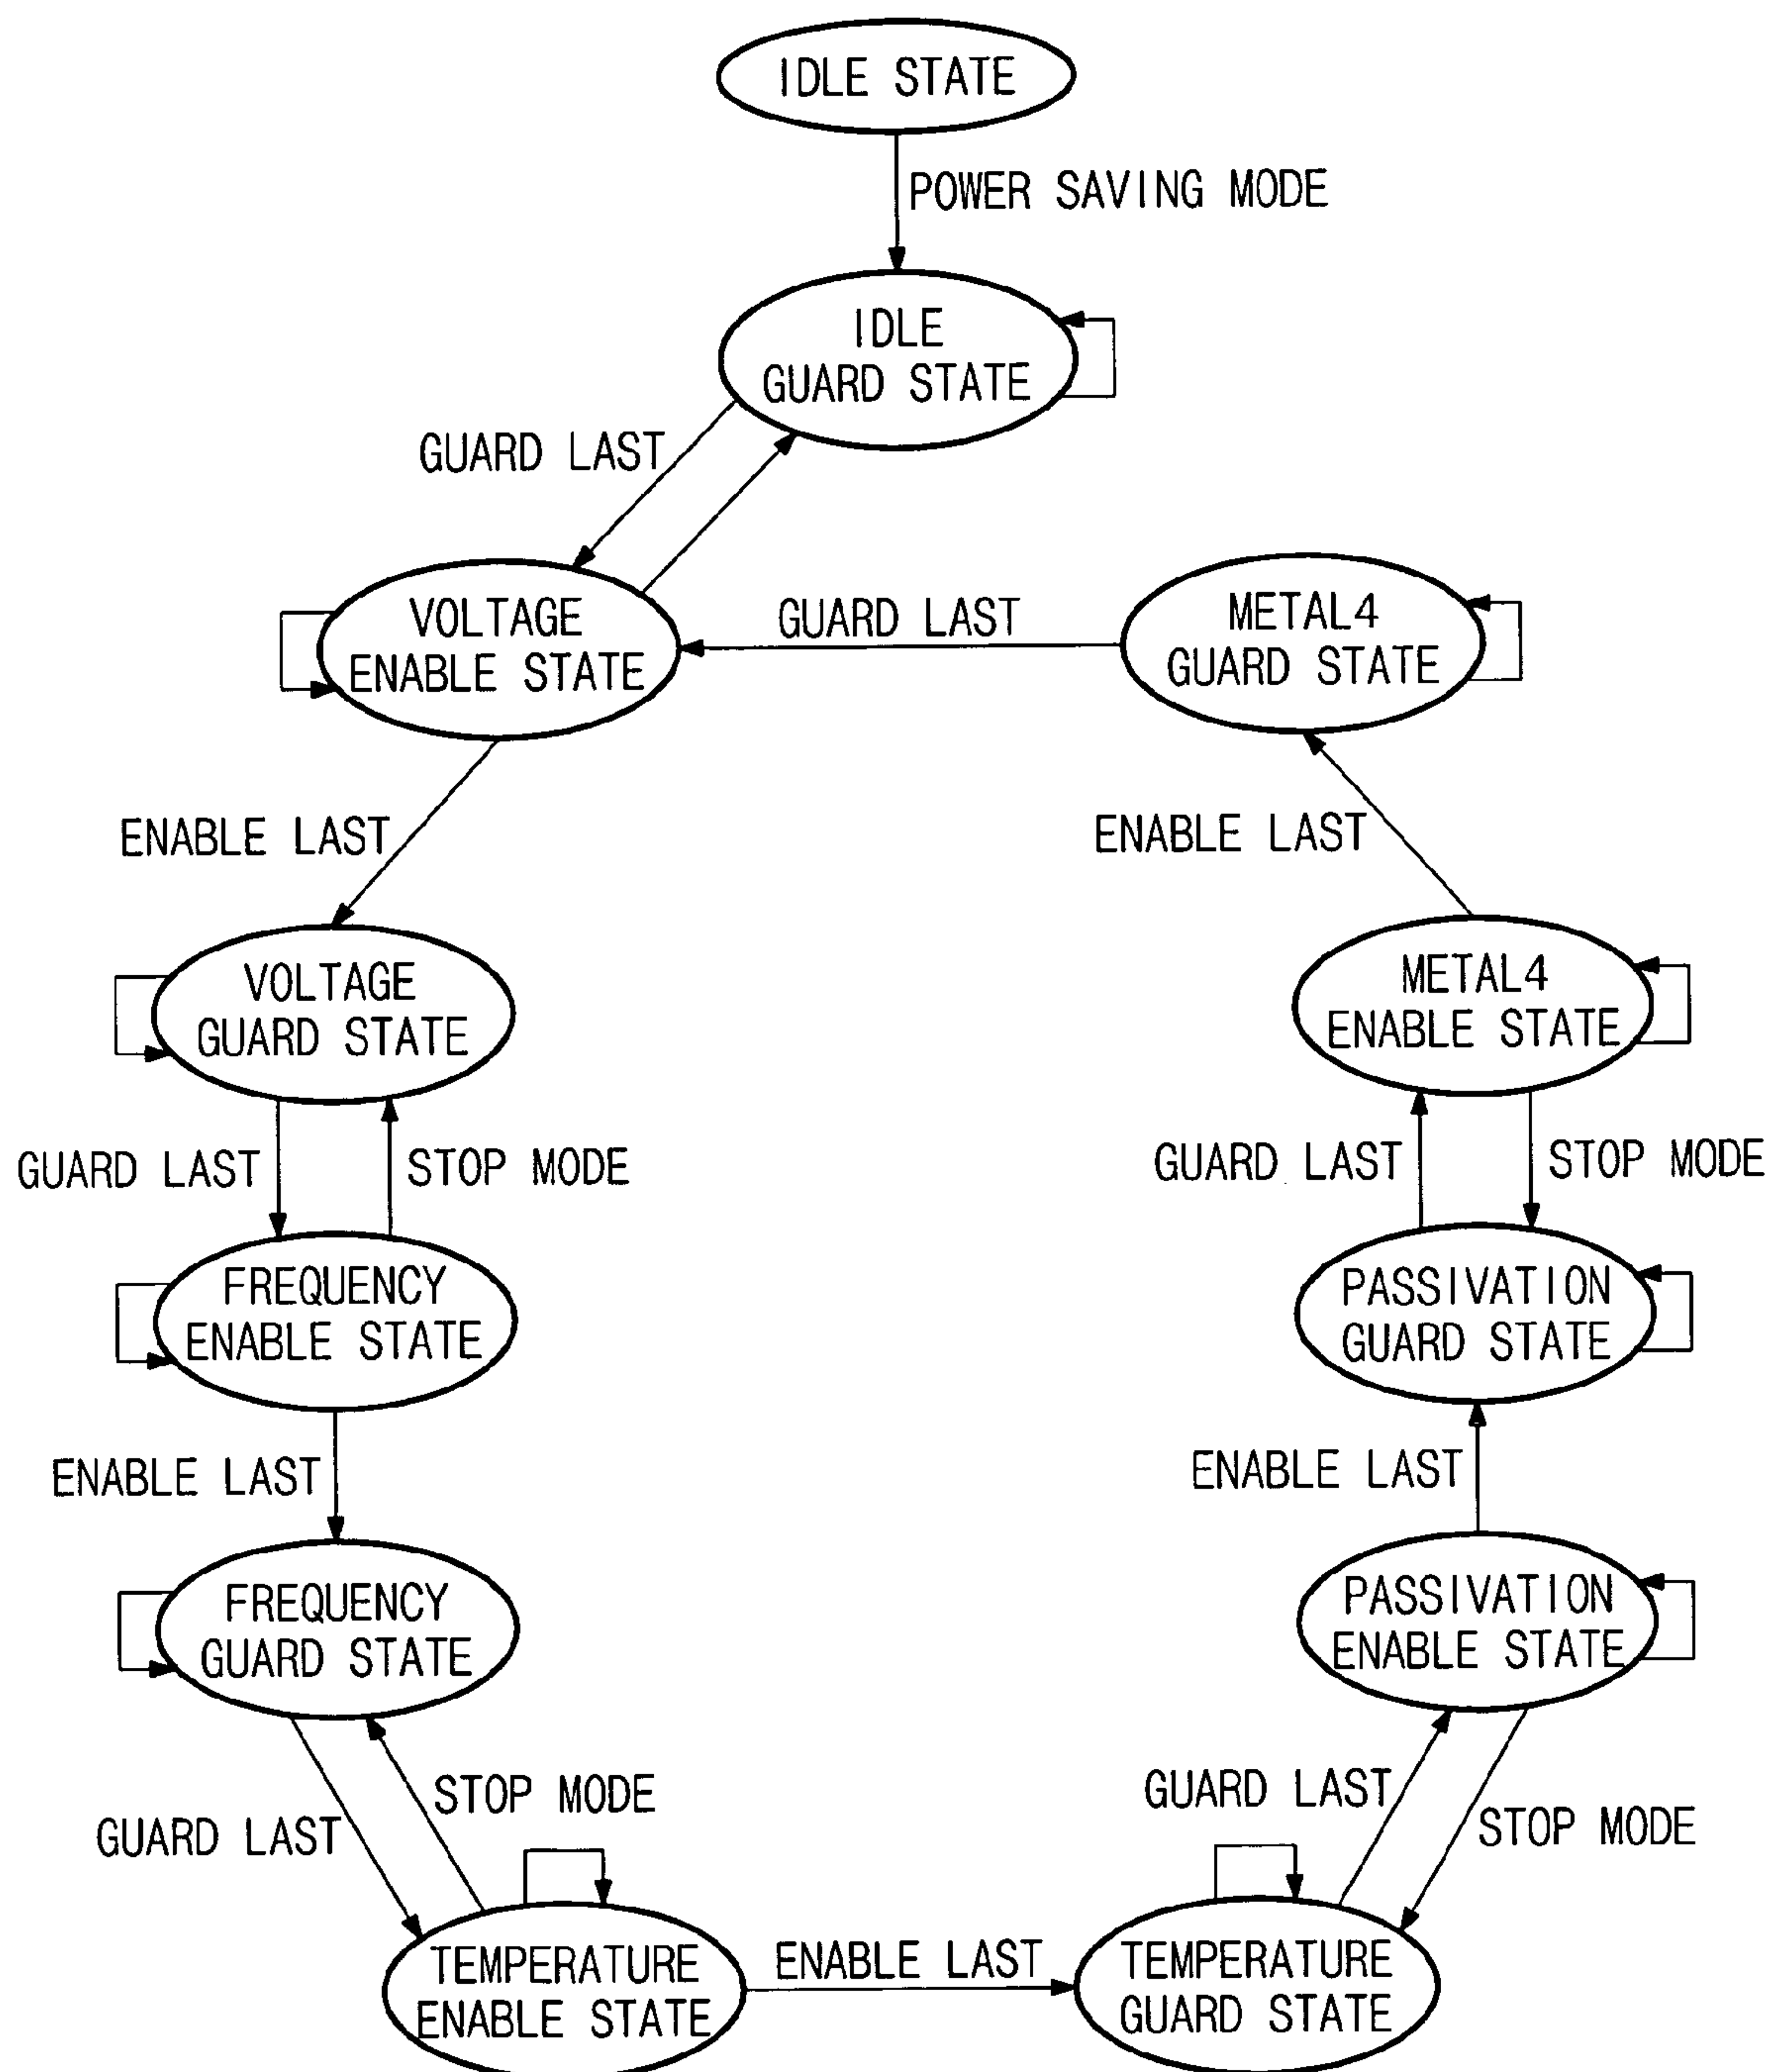 IDLE STATE
POWER SAVING MODE
IDLE
GUARD STATE
GUARD LAST
VOLTAGE
ENABLE STATE
GUARD LAST
METAL4
GUARD STATE
ENABLE LAST
ENABLE LAST
VOLTAGE
GUARD STATE
METAL4
ENABLE STATE
GUARD LAST
STOP MODE
GUARD LAST
STOP MODE
FREQUENCY
ENABLE STATE
PASSIVATION
GUARD STATE
ENABLE LAST
ENABLE LAST
FREQUENCY
GUARD STATE
PASSIVATION
ENABLE STATE
GUARD LAST
STOP MODE
GUARD LAST
STOP MODE
TEMPERATURE
ENABLE STATE
ENABLE LAST
TEMPERATURE
GUARD STATE